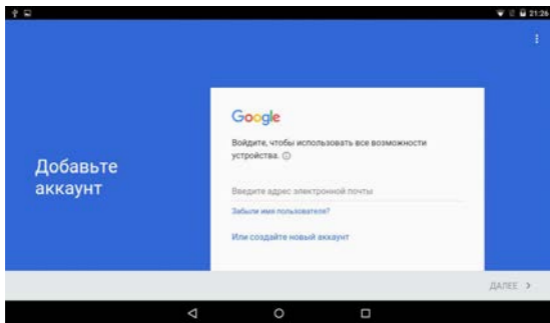 21:26
Google
Войдите, чтобы использовать все возможности
устройства.
Добавьте
аккаунт
Введите адрес электронной почты
Забыли имя пользователя?
Или создайте новый аккаунт
ДАЛЕЕ